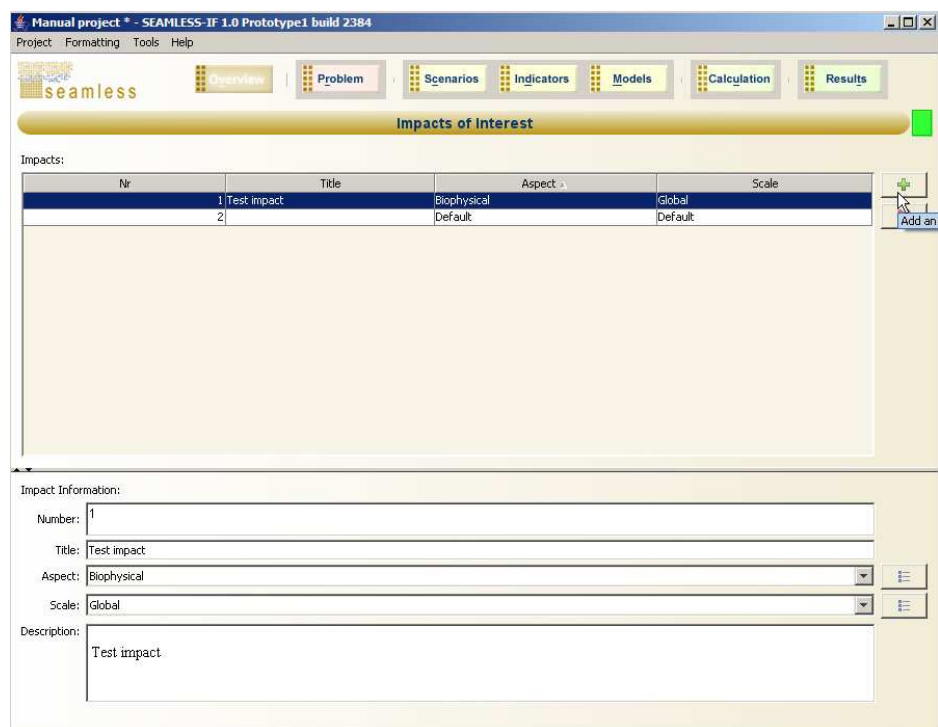 Manual project * - SEAMLESS-IF 1.0 Prototype1 build 2384
Project Formatting Tools Help
seamless
Overview Problem Scenarios Indicators Models Calculation Results
Impacts of Interest
Impacts:
Nr Title Aspect Scale
1 Test impact Biophysical Global
2 Default Default
Add an
Impact Information:
Number: 1
Title: Test impact
Aspect: Biophysical
Scale: Global
Description:
Test impact